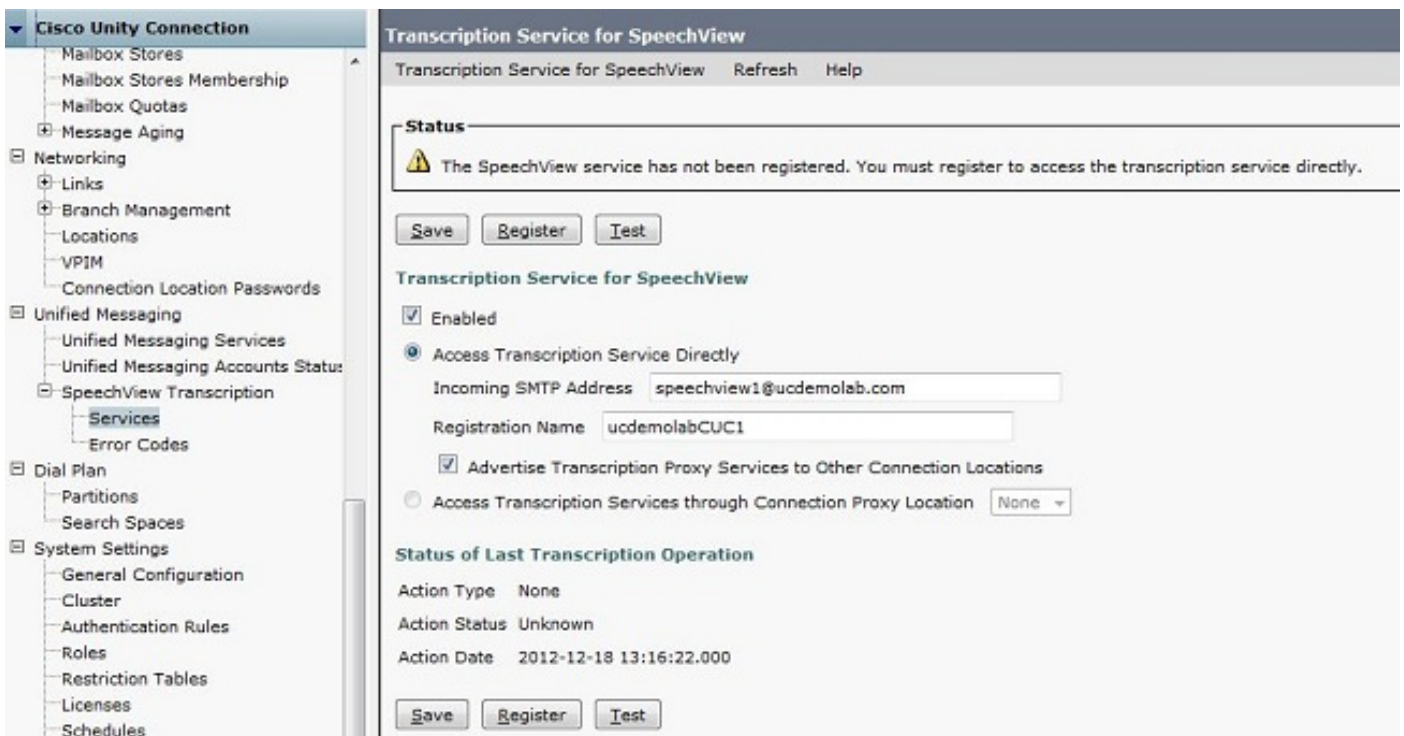 Cisco Unity Connection
Mailbox Stores
Mailbox Stores Membership
Mailbox Quotas
Message Aging
Networking
Links
Branch Management
Locations
VPIM
Connection Location Passwords
Unified Messaging
Unified Messaging Services
Unified Messaging Accounts Status
SpeechView Transcription
Services
Error Codes
Dial Plan
Partitions
Search Spaces
System Settings
General Configuration
Cluster
Authentication Rules
Roles
Restriction Tables
Licenses
Schedules
Transcription Service for SpeechView
Transcription Service for SpeechView Refresh Help
Status
The SpeechView service has not been registered. You must register to access the transcription service directly.
Save Register Test
Transcription Service for SpeechView
Enabled
Access Transcription Service Directly
Incoming SMTP Address speechview1@ucdemolab.com
Registration Name ucdemolabCUC1
Advertise Transcription Proxy Services to Other Connection Locations
Access Transcription Services through Connection Proxy Location None
Status of Last Transcription Operation
Action Type None
Action Status Unknown
Action Date 2012-12-18 13:16:22.000
Save Register Test